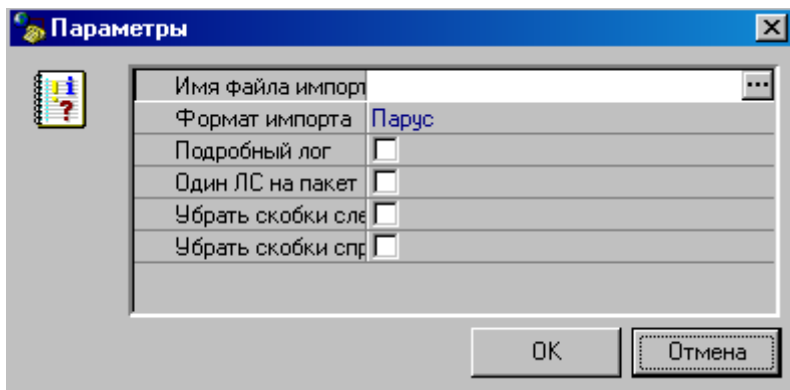 Параметры
Имя файла импорт
Формат импорта Парус
Подробный лог
Один ЛС на пакет
Убрать скобки сле
Убрать скобки спр
OK Отмена